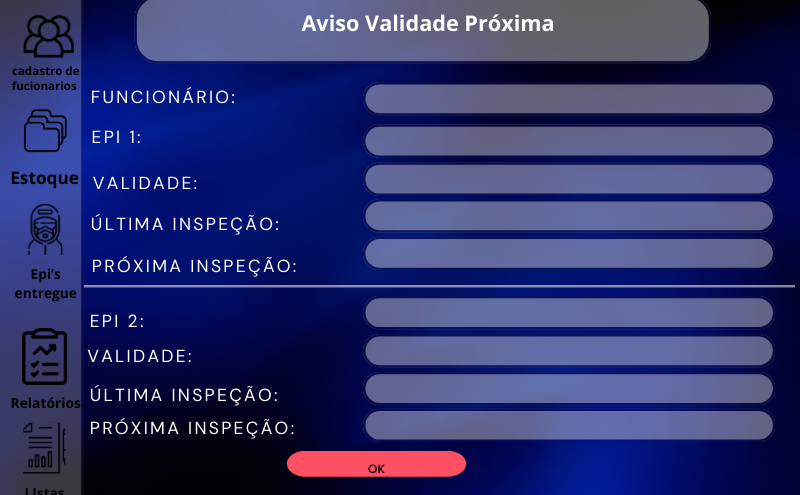 Aviso Validade Próxima
cadastro de
fucionarios
Estoque
Epi's
entregue
Relatórios
Listas
FUNCIONÁRIO:
EPI 1:
VALIDADE:
ÚLTIMA INSPEÇÃO:
PRÓXIMA INSPEÇÃO:
EPI 2:
VALIDADE:
ÚLTIMA INSPEÇÃO:
PRÓXIMA INSPEÇÃO:
OK